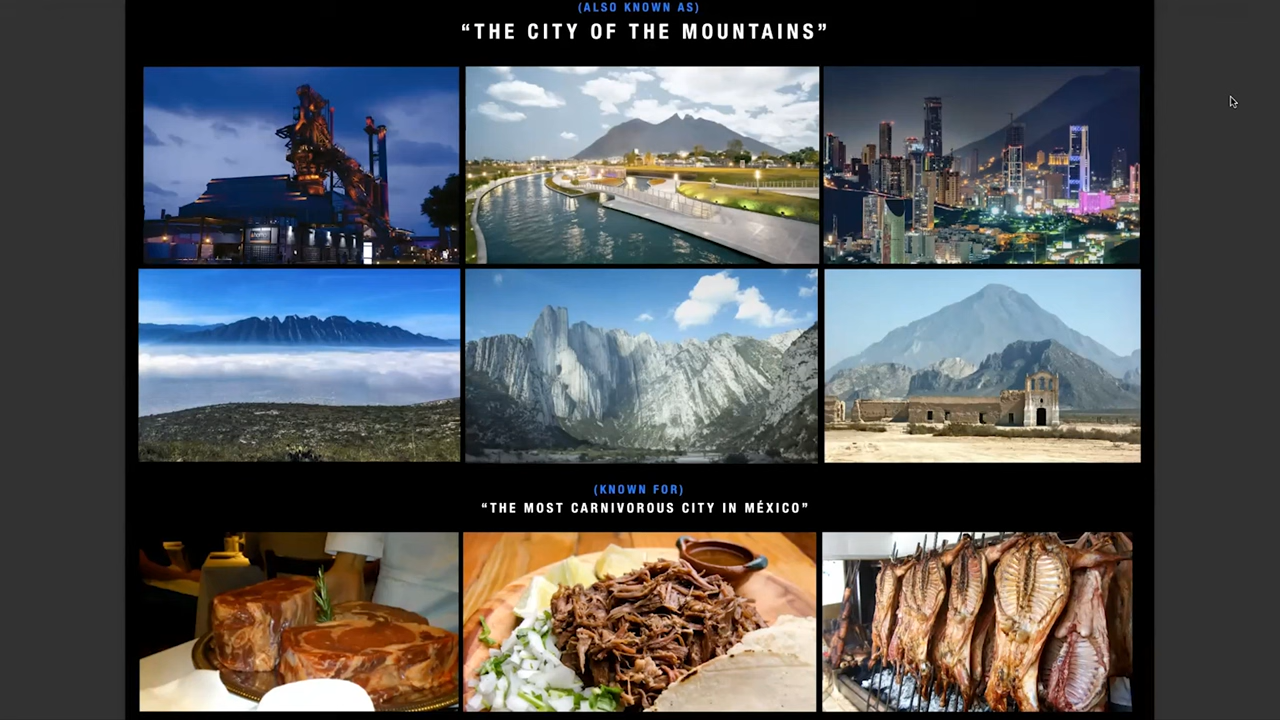 (ALSO KNOWN AS)
“THE CITY OF THE MOUNTAINS”
(KNOWN FOR)
“THE MOST CARNIVOROUS CITY IN MÉXICO”